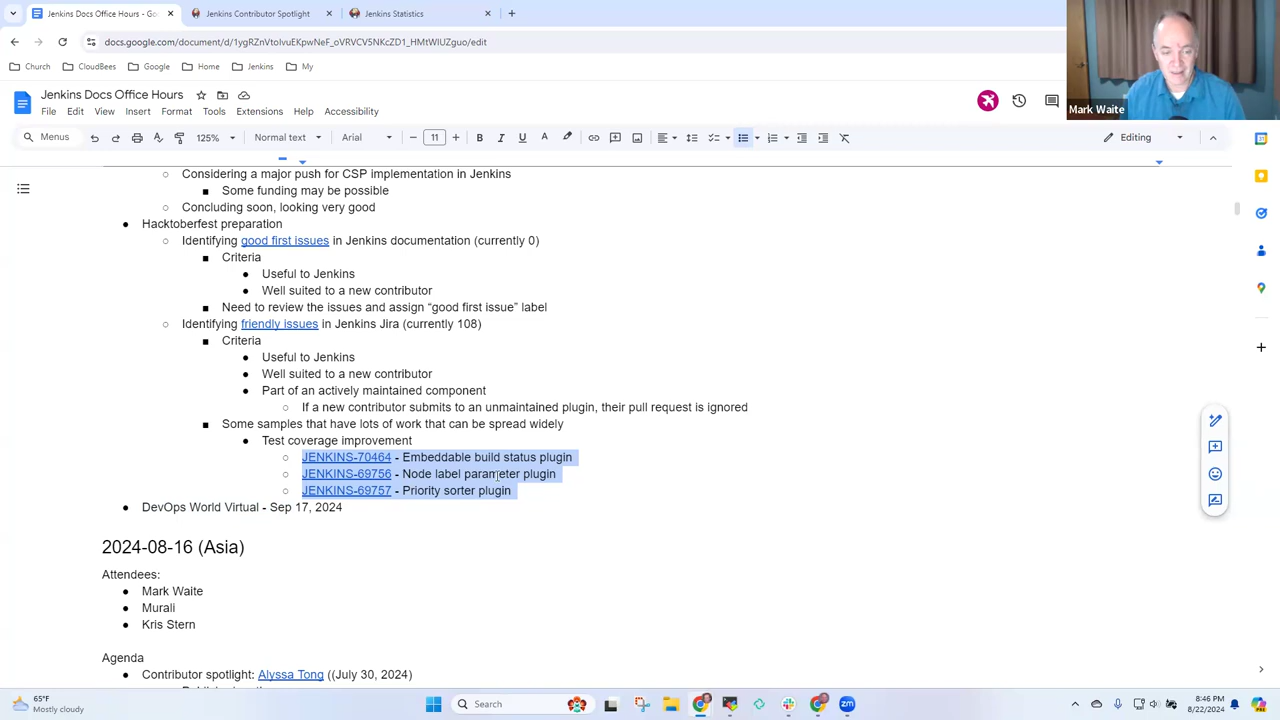 Jenkins Docs Office Hours - Goo
Jenkins Contributor Spotlight
Jenkins Statistics
docs.google.com/document/d/1ygRZnVtolvuEKpwNeF_oVRVCV5NKcZD1_HMtWIUZguo/edit
Church
CloudBees
Google
Home
Jenkins
My
Jenkins Docs Office Hours
File Edit View Insert Format Tools Extensions Help Accessibility
Mark Waite
Menus
125%
Normal text
Arial
11
Editing
Considering a major push for CSP implementation in Jenkins
Some funding may be possible
Concluding soon, looking very good
Hacktoberfest preparation
Identifying good first issues in Jenkins documentation (currently 0)
Criteria
Useful to Jenkins
Well suited to a new contributor
Need to review the issues and assign “good first issue” label
Identifying friendly issues in Jenkins Jira (currently 108)
Criteria
Useful to Jenkins
Well suited to a new contributor
Part of an actively maintained component
If a new contributor submits to an unmaintained plugin, their pull request is ignored
Some samples that have lots of work that can be spread widely
Test coverage improvement
JENKINS-70464 - Embeddable build status plugin
JENKINS-69756 - Node label parameter plugin
JENKINS-69757 - Priority sorter plugin
DevOps World Virtual - Sep 17, 2024
2024-08-16 (Asia)
Attendees:
Mark Waite
Murali
Kris Stern
Agenda
Contributor spotlight: Alyssa Tong ((July 30, 2024)
65°F
Mostly cloudy
Search
8:46 PM
8/22/2024